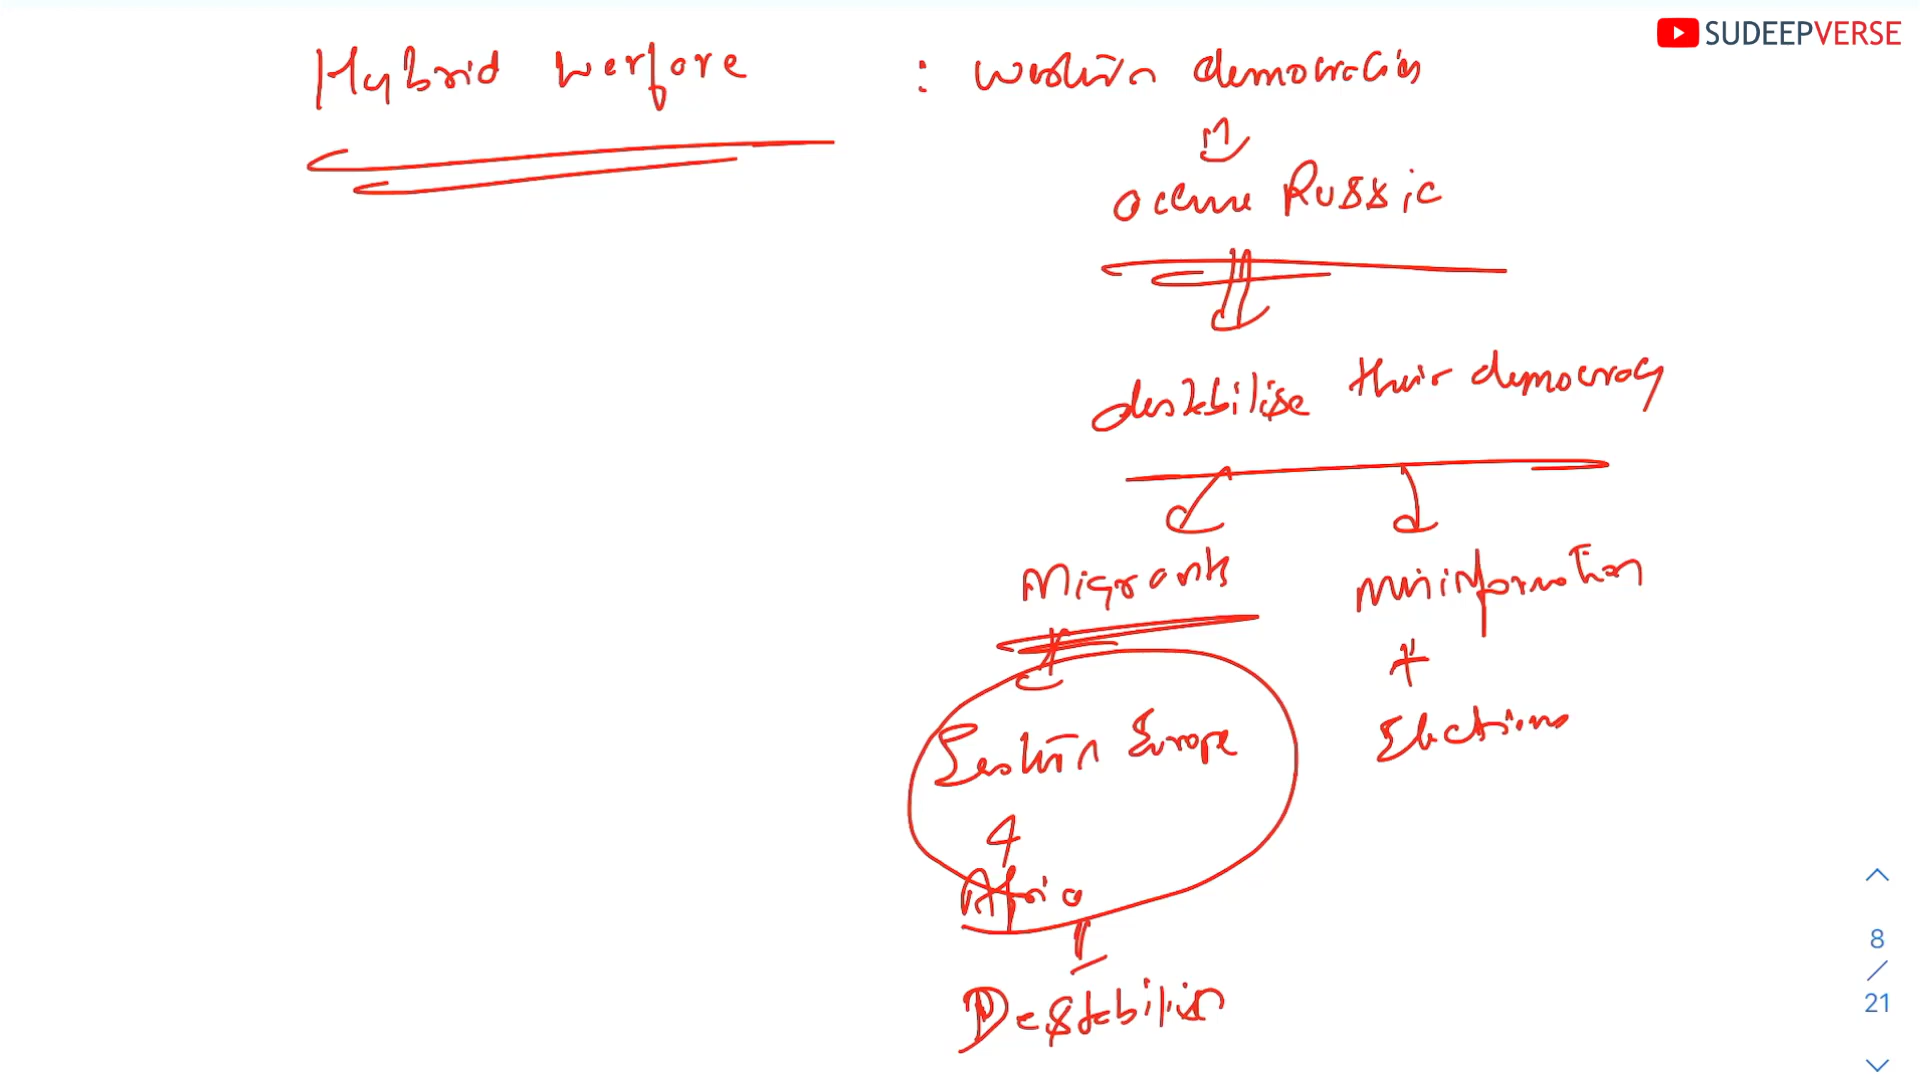 SUDEEPVERSE
Hybrid warfare : western democracies
accuse Russia
destabilise their democracy
Migrants misinformation
+
Eastern Europe Elections
&
Africa
Destabilise
8
/
21